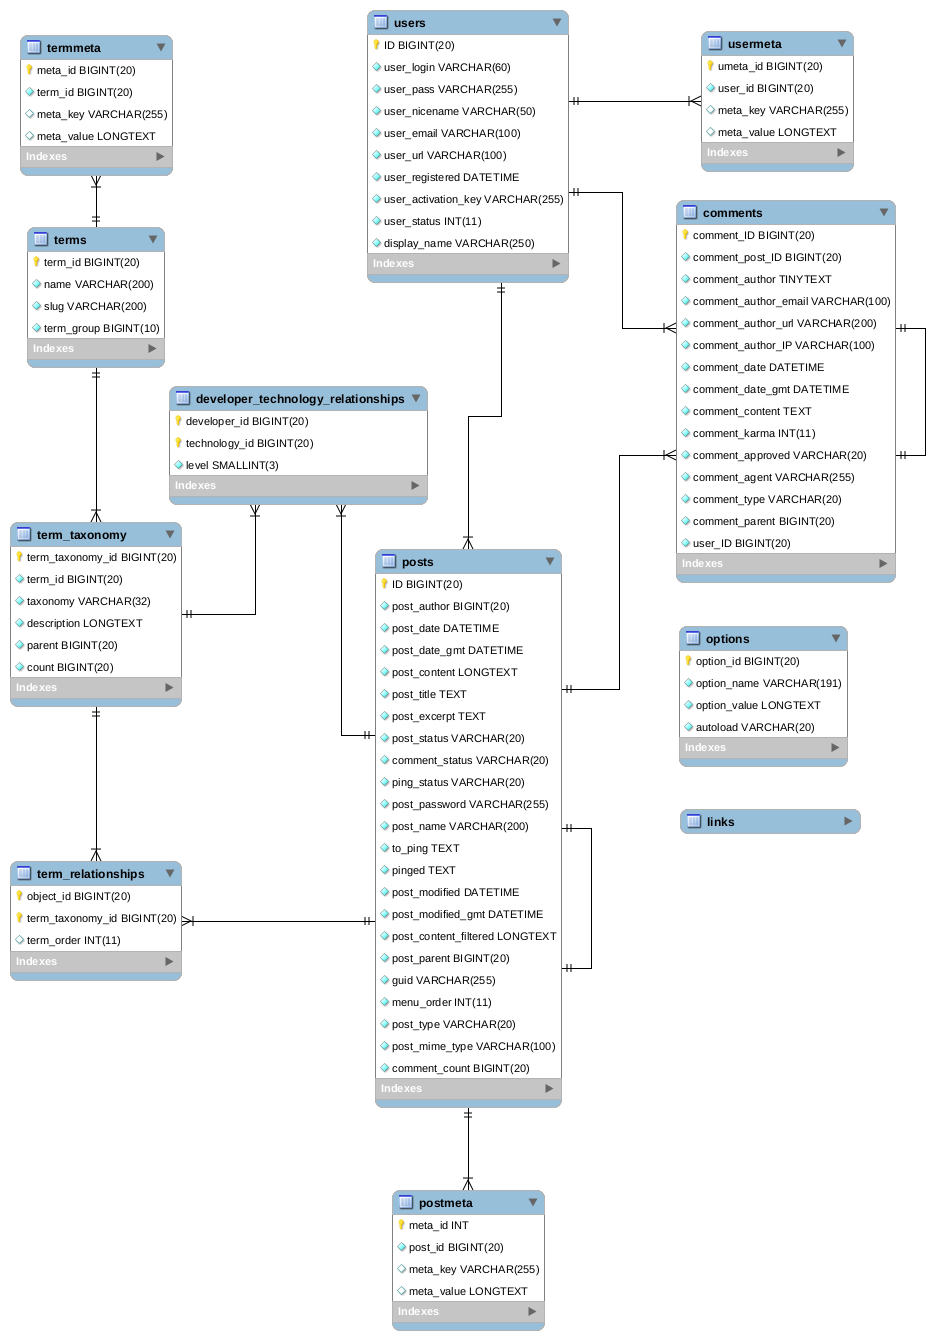 termmeta
meta_id BIGINT(20)
term_id BIGINT(20)
meta_key VARCHAR(255)
meta_value LONGTEXT
Indexes
users
ID BIGINT(20)
user_login VARCHAR(60)
user_pass VARCHAR(255)
user_nicename VARCHAR(50)
user_email VARCHAR(100)
user_url VARCHAR(100)
user_registered DATETIME
user_activation_key VARCHAR(255)
user_status INT(11)
display_name VARCHAR(250)
Indexes
usermeta
umeta_id BIGINT(20)
user_id BIGINT(20)
meta_key VARCHAR(255)
meta_value LONGTEXT
Indexes
terms
term_id BIGINT(20)
name VARCHAR(200)
slug VARCHAR(200)
term_group BIGINT(10)
Indexes
comments
comment_ID BIGINT(20)
comment_post_ID BIGINT(20)
comment_author TINYTEXT
comment_author_email VARCHAR(100)
comment_author_url VARCHAR(200)
comment_author_IP VARCHAR(100)
comment_date DATETIME
comment_date_gmt DATETIME
comment_content TEXT
comment_karma INT(11)
comment_approved VARCHAR(20)
comment_agent VARCHAR(255)
comment_type VARCHAR(20)
comment_parent BIGINT(20)
user_ID BIGINT(20)
Indexes
developer_technology_relationships
developer_id BIGINT(20)
technology_id BIGINT(20)
level SMALLINT(3)
Indexes
term_taxonomy
term_taxonomy_id BIGINT(20)
term_id BIGINT(20)
taxonomy VARCHAR(32)
description LONGTEXT
parent BIGINT(20)
count BIGINT(20)
Indexes
posts
ID BIGINT(20)
post_author BIGINT(20)
post_date DATETIME
post_date_gmt DATETIME
post_content LONGTEXT
post_title TEXT
post_excerpt TEXT
post_status VARCHAR(20)
comment_status VARCHAR(20)
ping_status VARCHAR(20)
post_password VARCHAR(255)
post_name VARCHAR(200)
to_ping TEXT
pinged TEXT
post_modified DATETIME
post_modified_gmt DATETIME
post_content_filtered LONGTEXT
post_parent BIGINT(20)
guid VARCHAR(255)
menu_order INT(11)
post_type VARCHAR(20)
post_mime_type VARCHAR(100)
comment_count BIGINT(20)
Indexes
options
option_id BIGINT(20)
option_name VARCHAR(191)
option_value LONGTEXT
autoload VARCHAR(20)
Indexes
links
term_relationships
object_id BIGINT(20)
term_taxonomy_id BIGINT(20)
term_order INT(11)
Indexes
postmeta
meta_id INT
post_id BIGINT(20)
meta_key VARCHAR(255)
meta_value LONGTEXT
Indexes